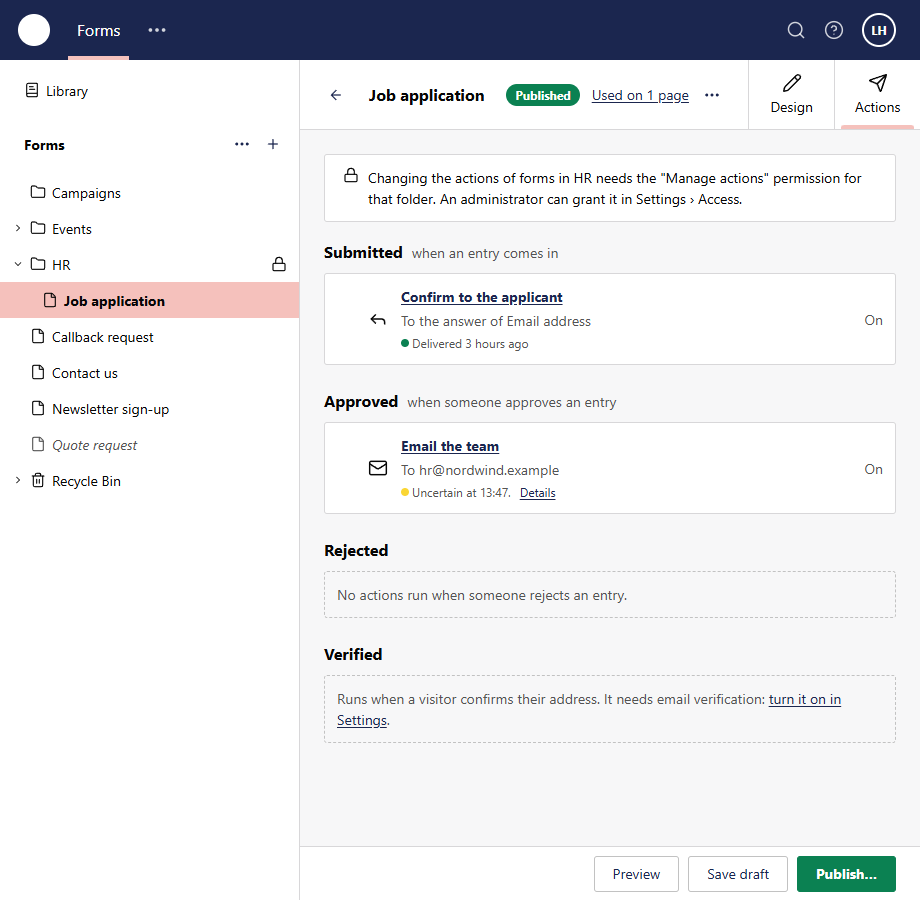 Forms
LH
Library
Forms
Campaigns
Events
HR
Job application
Callback request
Contact us
Newsletter sign-up
Quote request
Recycle Bin
Job application
Published
Used on 1 page
Design
Actions
Changing the actions of forms in HR needs the "Manage actions" permission for
that folder. An administrator can grant it in Settings › Access.
Submitted when an entry comes in
Confirm to the applicant
To the answer of Email address
Delivered 3 hours ago
On
Approved when someone approves an entry
Email the team
To hr@nordwind.example
Uncertain at 13:47. Details
On
Rejected
No actions run when someone rejects an entry.
Verified
Runs when a visitor confirms their address. It needs email verification: turn it on in
Settings.
Preview
Save draft
Publish...